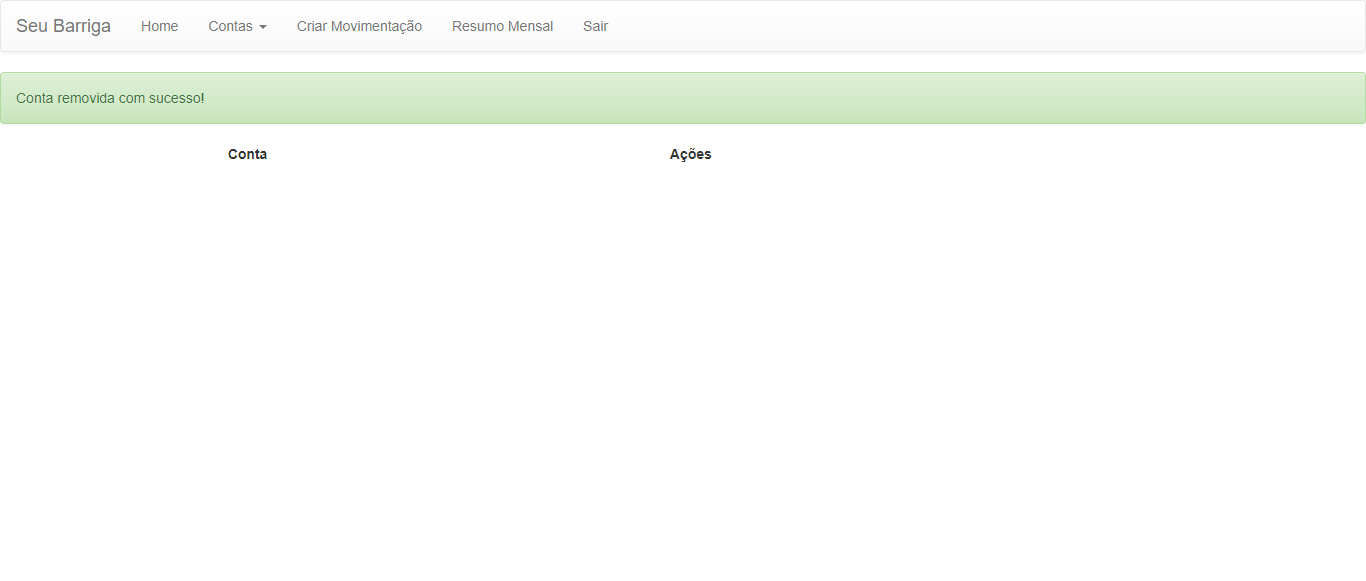 Seu Barriga Home Contas Criar Movimentação Resumo Mensal Sair
Conta removida com sucesso!
Conta Ações